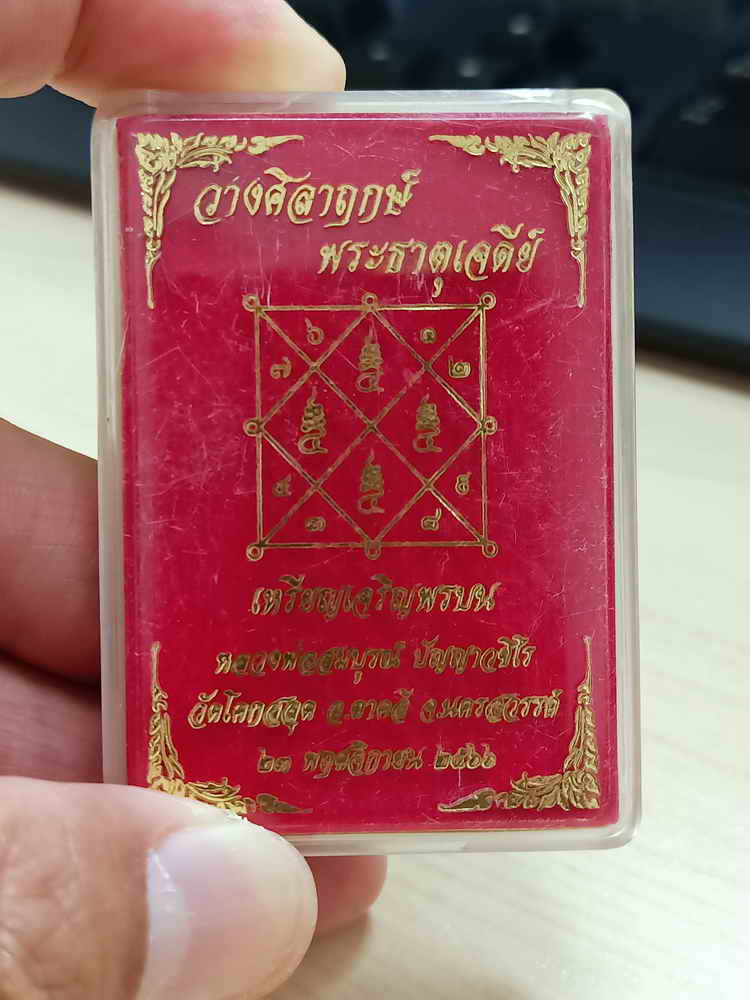 วางศิลาฤกษ์
พระธาตุเจดีย์
๖ ๑
๗ ๒
๔ ๕
๓ ๘
เหรียญเจริญพรบน
หลวงพ่อสมบูรณ์ ปัญญาวชิโร
วัดโคกสลุด อ.ตาคลี จ.นครสวรรค์
๒๓ พฤศจิกายน ๒๕๖๖